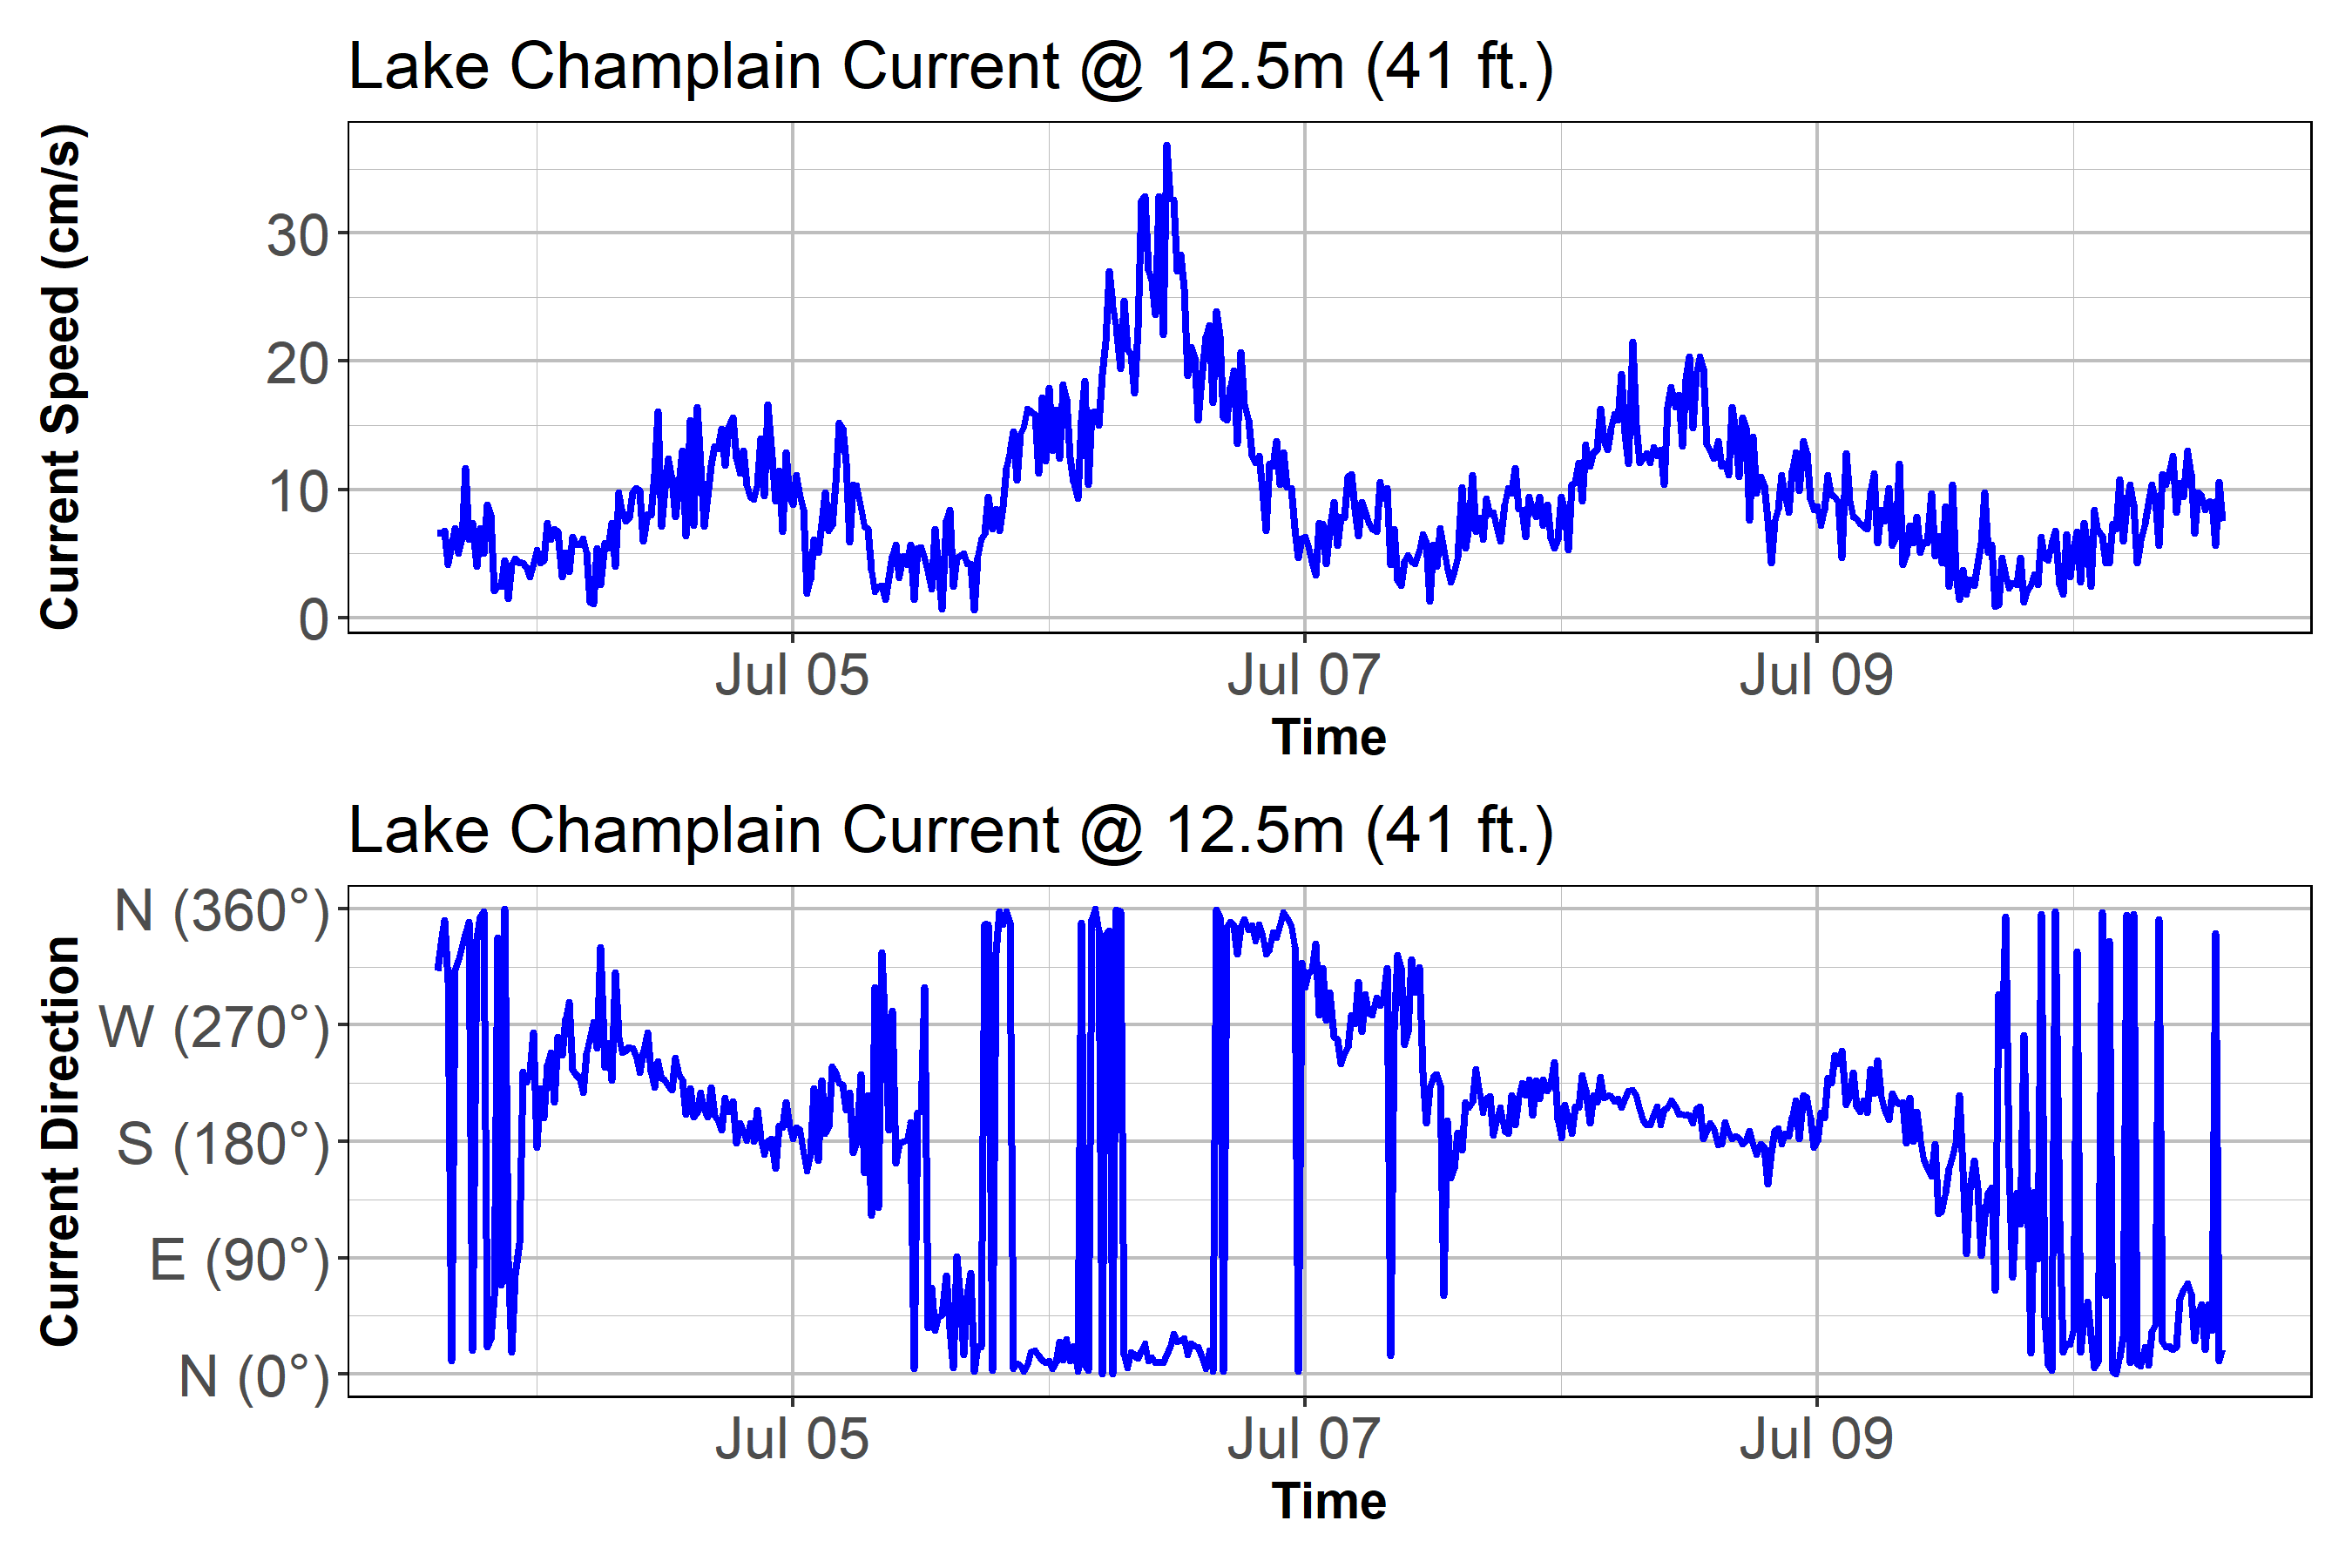 Lake Champlain Current @ 12.5m (41 ft.)
Current Speed (cm/s)
30
20
10
0
Jul 05 Jul 07 Jul 09
Time
Lake Champlain Current @ 12.5m (41 ft.)
Current Direction
N (360°)
W (270°)
S (180°)
E (90°)
N (0°)
Jul 05 Jul 07 Jul 09
Time